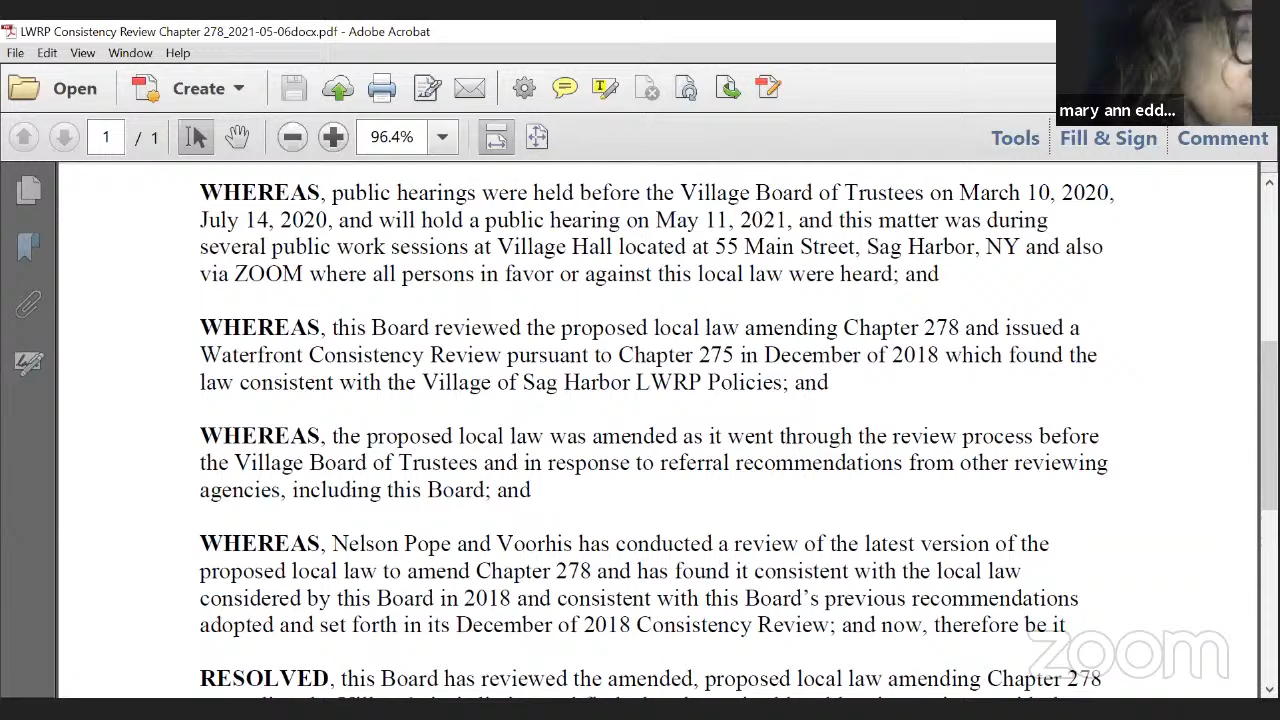 LWRP Consistency Review Chapter 278_2021-05-06docx.pdf - Adobe Acrobat
File Edit View Window Help
Open Create
mary ann edd...
1 / 1 96.4% Tools Fill & Sign Comment
WHEREAS, public hearings were held before the Village Board of Trustees on March 10, 2020,
July 14, 2020, and will hold a public hearing on May 11, 2021, and this matter was during
several public work sessions at Village Hall located at 55 Main Street, Sag Harbor, NY and also
via ZOOM where all persons in favor or against this local law were heard; and
WHEREAS, this Board reviewed the proposed local law amending Chapter 278 and issued a
Waterfront Consistency Review pursuant to Chapter 275 in December of 2018 which found the
law consistent with the Village of Sag Harbor LWRP Policies; and
WHEREAS, the proposed local law was amended as it went through the review process before
the Village Board of Trustees and in response to referral recommendations from other reviewing
agencies, including this Board; and
WHEREAS, Nelson Pope and Voorhis has conducted a review of the latest version of the
proposed local law to amend Chapter 278 and has found it consistent with the local law
considered by this Board in 2018 and consistent with this Board's previous recommendations
adopted and set forth in its December of 2018 Consistency Review; and now, therefore be it
zoom
RESOLVED, this Board has reviewed the amended, proposed local law amending Chapter 278